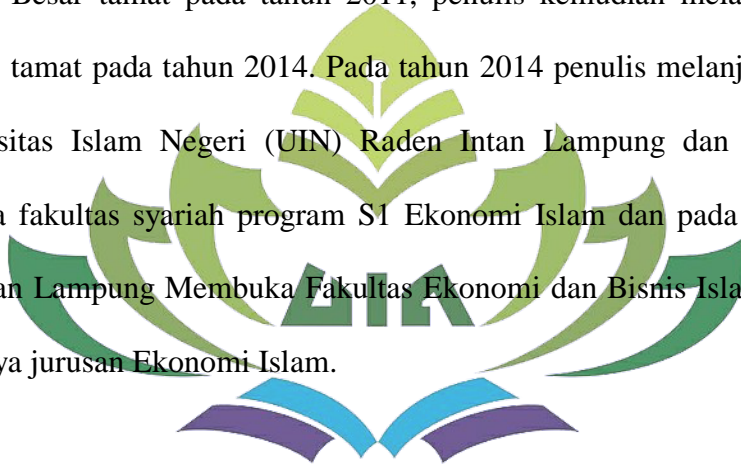 Besar tamat pada tahun 2011, penulis kemudian mela
tamat pada tahun 2014. Pada tahun 2014 penulis melanj
sitas Islam Negeri (UIN) Raden Intan Lampung dan
a fakultas syariah program S1 Ekonomi Islam dan pada
an Lampung Membuka Fakultas Ekonomi dan Bisnis Isla
ya jurusan Ekonomi Islam.